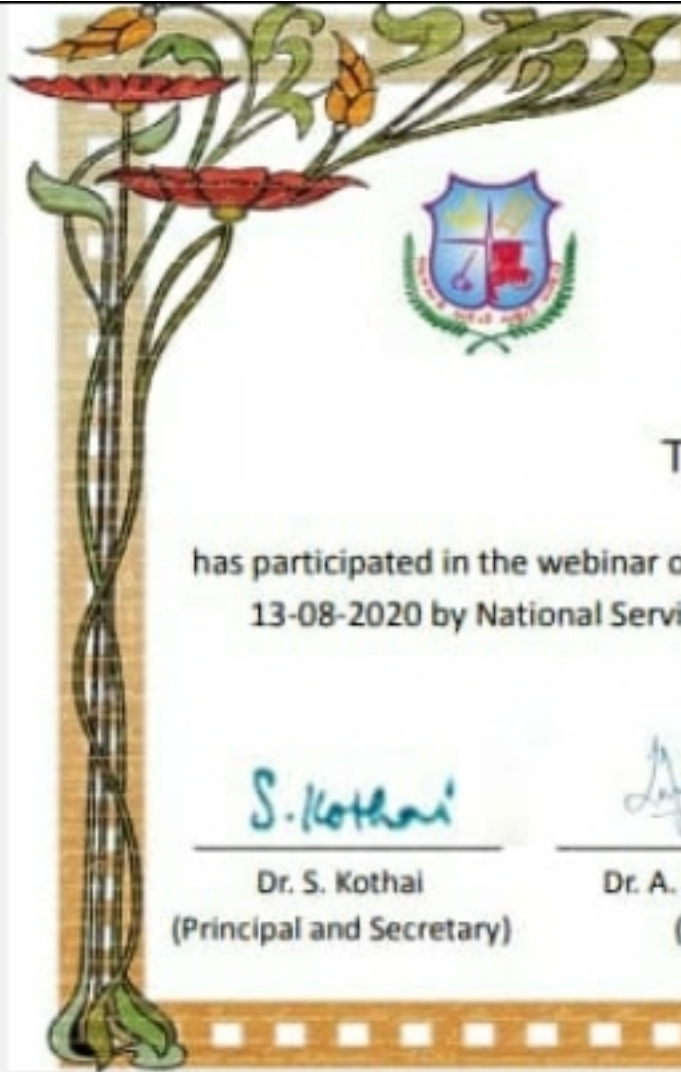 T
has participated in the webinar o
13-08-2020 by National Servi
S. Kothai
Dr. S. Kothai
Dr. A.
(Principal and Secretary)
(